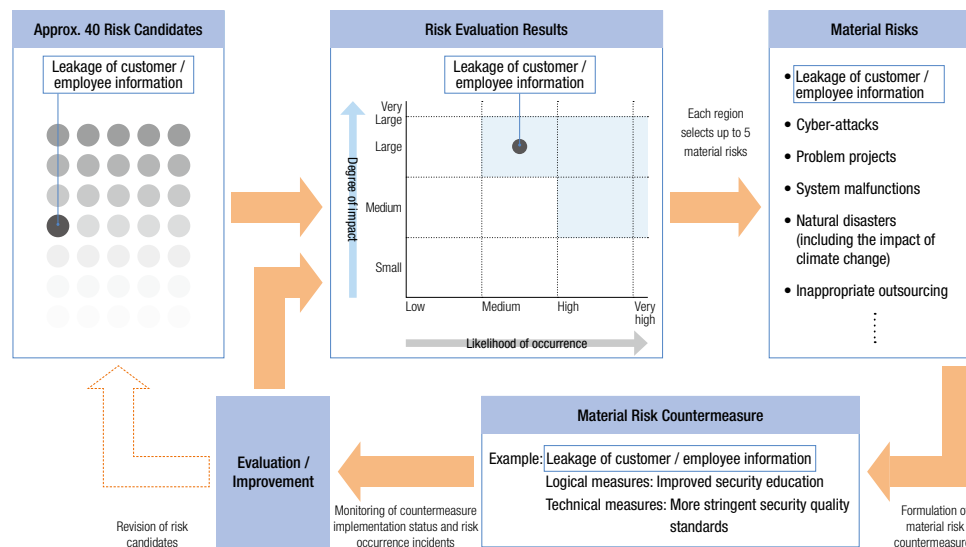 Approx. 40 Risk Candidates
Leakage of customer /
employee information
Risk Evaluation Results
Leakage of customer /
employee information
Very
Large
Large
Medium
Small
Degree of impact
Low
Medium
High
Very
high
Likelihood of occurrence
Each region
selects up to 5
material risks
Material Risks
• Leakage of customer /
employee information
• Cyber-attacks
• Problem projects
• System malfunctions
• Natural disasters
(including the impact of
climate change)
• Inappropriate outsourcing
Formulation of
material risk
countermeasure
Material Risk Countermeasure
Example: Leakage of customer / employee information
Logical measures: Improved security education
Technical measures: More stringent security quality
standards
Monitoring of countermeasure
implementation status and risk
occurrence incidents
Evaluation /
Improvement
Revision of risk
candidates